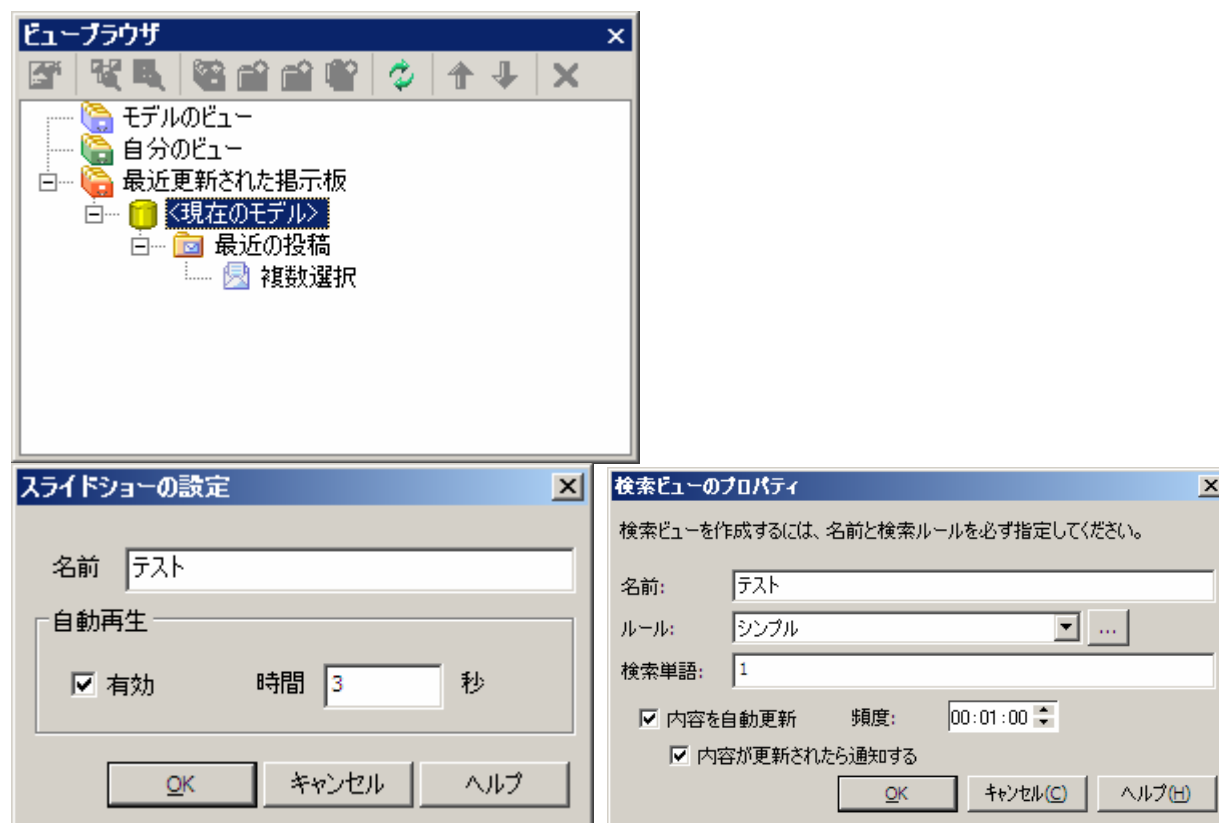 ビューブラウザ
モデルのビュー
自分のビュー
最近更新された掲示板
<現在のモデル>
最近の投稿
複数選択
スライドショーの設定
名前 テスト
自動再生
有効 時間 3 秒
OK キャンセル ヘルプ
検索ビューのプロパティ
検索ビューを作成するには、名前と検索ルールを必ず指定してください。
名前: テスト
ルール: シンプル ...
検索単語: 1
内容を自動更新 頻度: 00:01:00
内容が更新されたら通知する
OK キャンセル(C) ヘルプ(H)